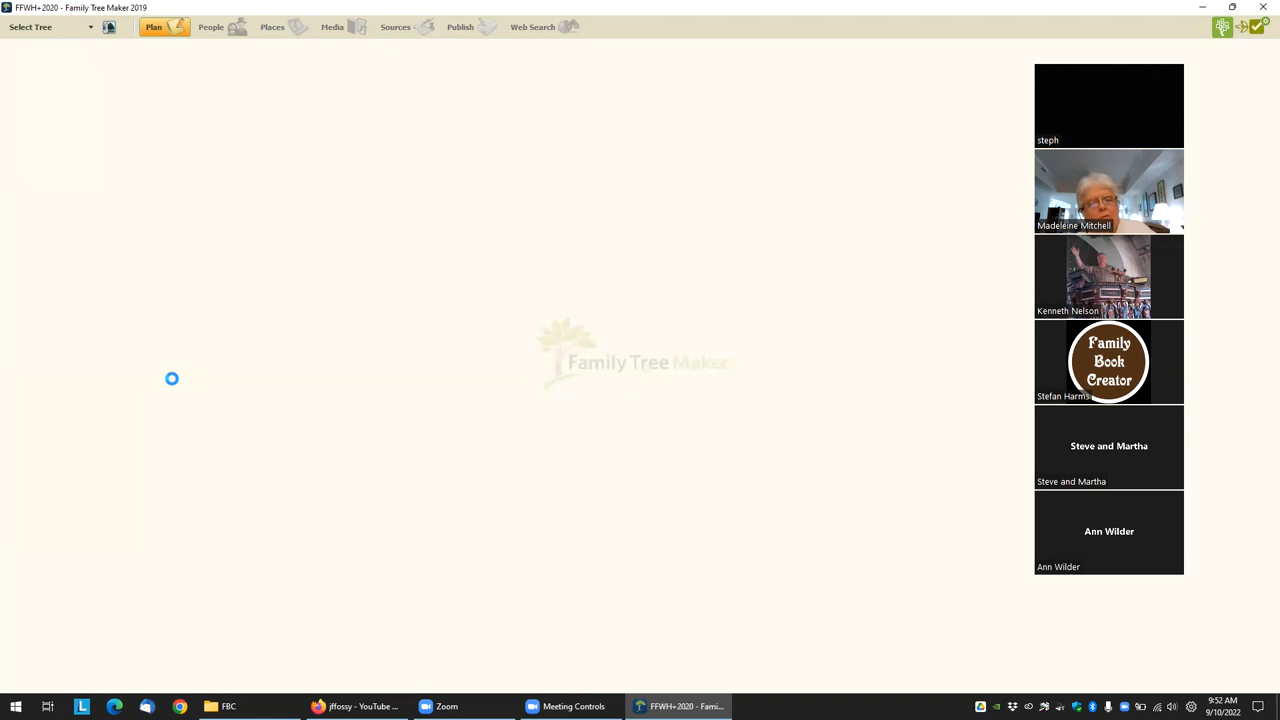 FFWH+2020 - Family Tree Maker 2019
Select Tree
Plan
People
Places
Media
Sources
Publish
Web Search
steph
Madeleine Mitchell
Kenneth Nelson
Family
Book
Creator
Stefan Harms
Steve and Martha
Steve and Martha
Ann Wilder
Ann Wilder
Family Tree Maker
L
FBC
jffossy - YouTube ...
Zoom
Meeting Controls
FFWH+2020 - Fami...
9:52 AM
9/10/2022